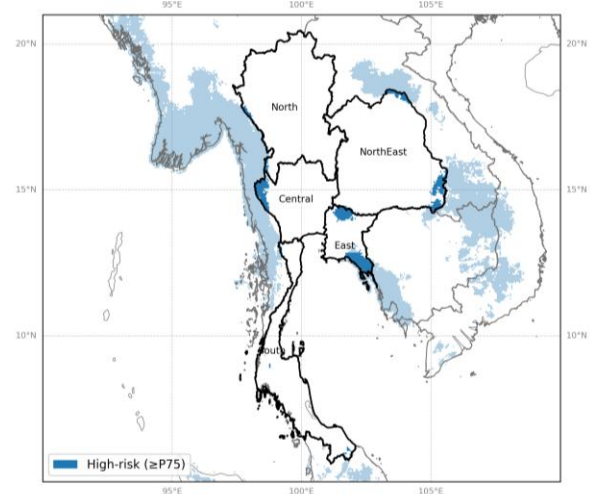 95°E 100°E 105°E
20°N 20°N
North
NorthEast
15°N 15°N
Central
East
10°N 10°N
South
High-risk (≥P75)
95°E 100°E 105°E